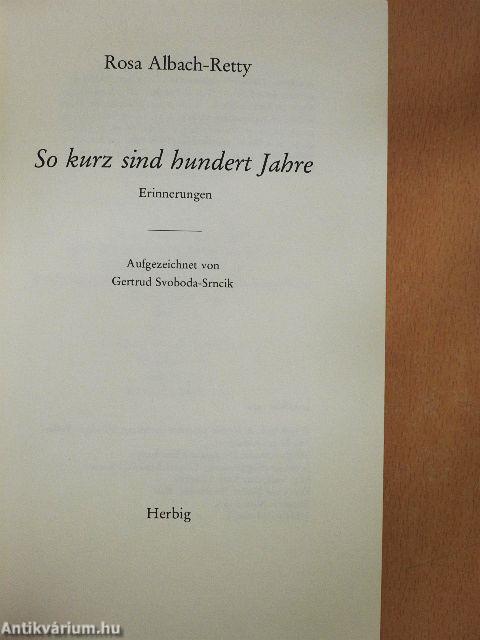 Rosa Albach-Retty
So kurz sind hundert Jahre
Erinnerungen
Aufgezeichnet von
Gertrud Svoboda-Srncik
Herbig
Antikvárium.hu